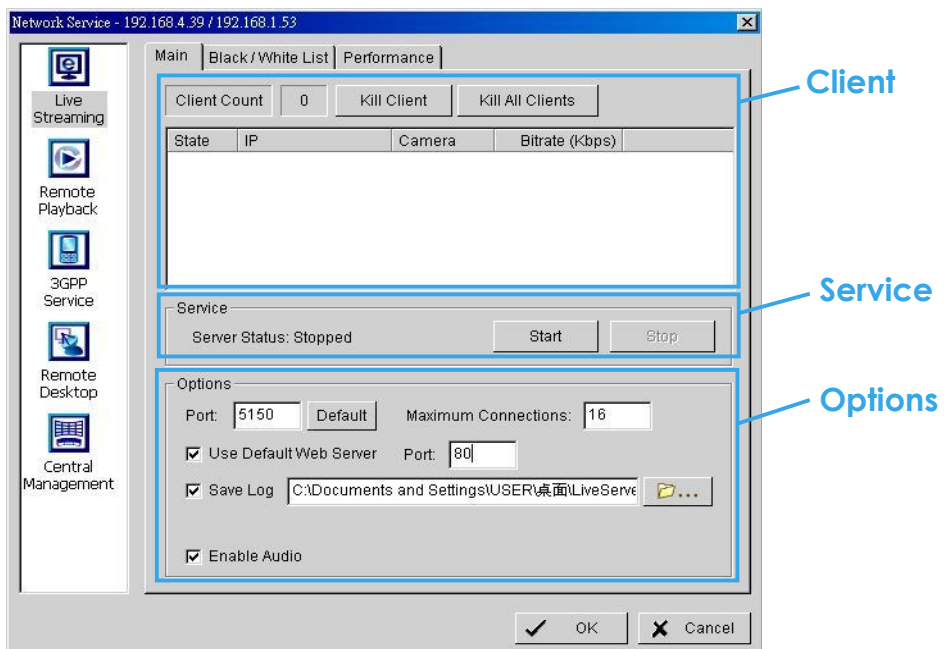 Network Service - 192.168.4.39 / 192.168.1.53
Live
Streaming
Remote
Playback
3GPP
Service
Remote
Desktop
Central
Management
Main
Black / White List
Performance
Client Count 0 Kill Client Kill All Clients
State IP Camera Bitrate (Kbps)
Client
Service
Server Status: Stopped Start Stop
Service
Options
Port: 5150 Default Maximum Connections: 16
Use Default Web Server Port: 80
Save Log C:\Documents and Settings\USER\桌面\LiveServe ...
Enable Audio
Options
OK Cancel